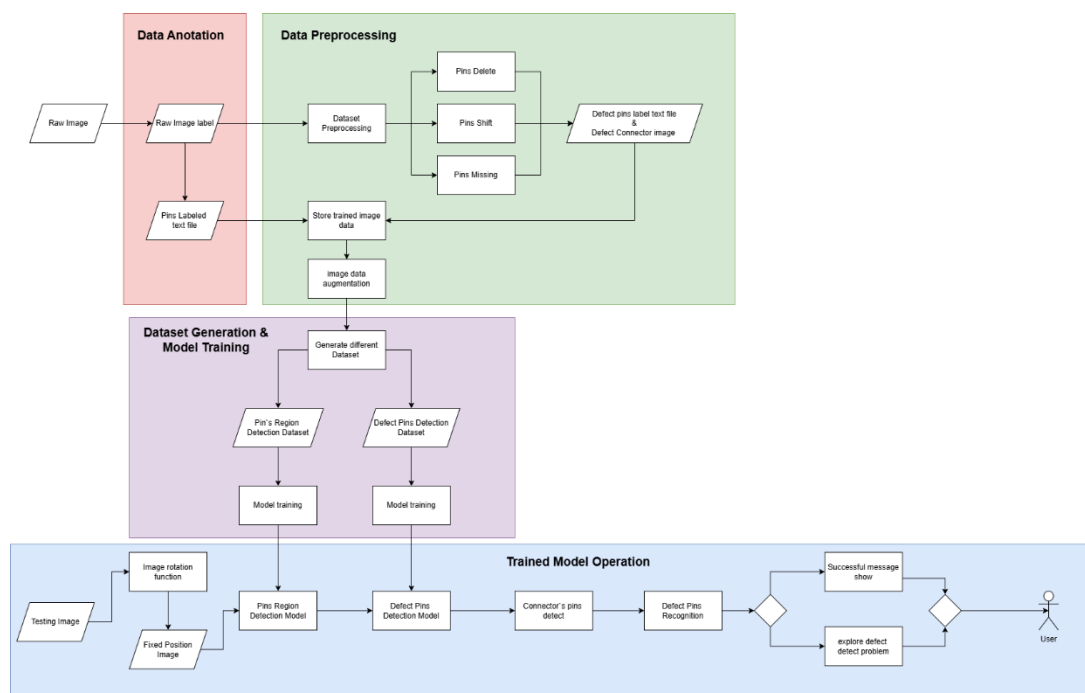 Data Anotation
Data Preprocessing
Pins Delete
Raw Image
Raw Image label
Dataset
Preprocessing
Pins Shift
Defect pins label text file
&
Defect Connector image
Pins Missing
Pins Labeled
text file
Store trained image
data
image data
augmentation
Dataset Generation &
Model Training
Generate different
Dataset
Pin`s Region
Detection Dataset
Defect Pins Detection
Dataset
Model training
Model training
Trained Model Operation
Image rotation
function
Successful message
show
Testing Image
Fixed Position
Image
Pins Region
Detection Model
Defect Pins
Detection Model
Connector`s pins
detect
Defect Pins
Recognition
explore defect
detect problem
User